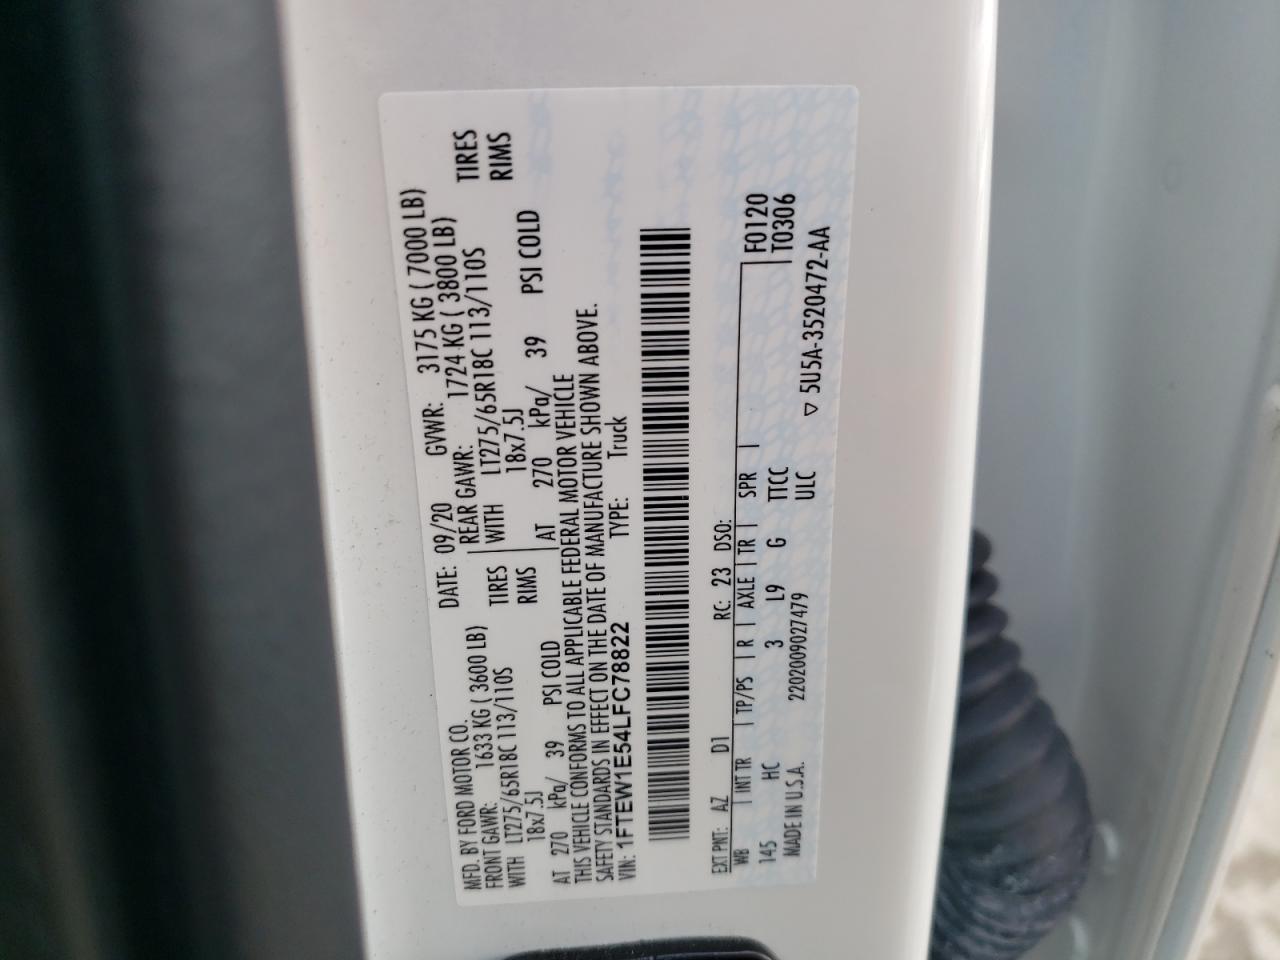 MFD. BY FORD MOTOR CO.
DATE: 09/20 GVWR: 3175 KG ( 7000 LB)
FRONT GAWR: 1633 KG ( 3600 LB) REAR GAWR: 1724 KG ( 3800 LB)
WITH LT275/65R18C 113/110S TIRES WITH LT275/65R18C 113/110S TIRES
18x7.5J RIMS 18x7.5J RIMS
AT 270 kPa/ 39 PSI COLD AT 270 kPa/ 39 PSI COLD
THIS VEHICLE CONFORMS TO ALL APPLICABLE FEDERAL MOTOR VEHICLE
SAFETY STANDARDS IN EFFECT ON THE DATE OF MANUFACTURE SHOWN ABOVE.
VIN: 1FTEW1E54LFC78822 TYPE: Truck
EXT PNT: AZ D1 RC: 23 DSO:
WB | INT TR | TP/PS | R | AXLE | TR | SPR | F0120
145 HC 3 L9 G TTCC T0306
MADE IN U.S.A. 2202009027479 ULC
▽ 5U5A-3520472-AA